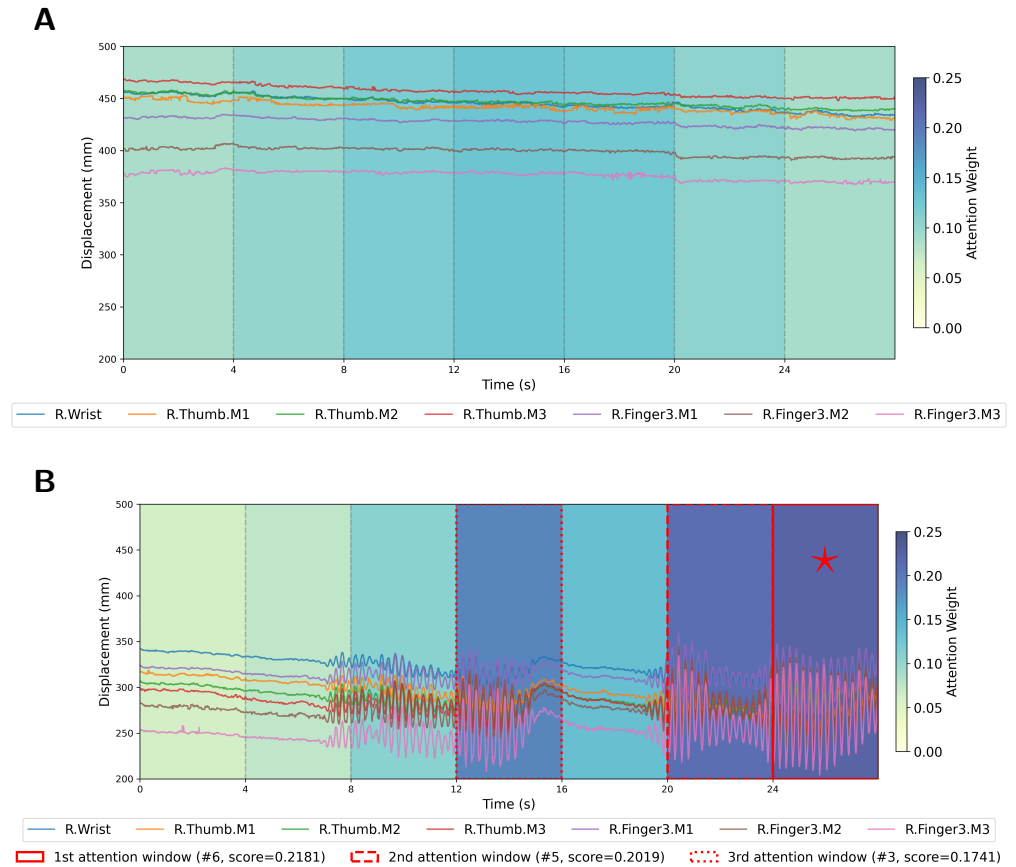 A
500
450
400
350
300
250
200
Displacement (mm)
0 4 8 12 16 20 24
Time (s)
0.25
0.20
0.15
0.10
0.05
0.00
Attention Weight
R.Wrist R.Thumb.M1 R.Thumb.M2 R.Thumb.M3 R.Finger3.M1 R.Finger3.M2 R.Finger3.M3
B
500
450
400
350
300
250
200
Displacement (mm)
0 4 8 12 16 20 24
Time (s)
0.25
0.20
0.15
0.10
0.05
0.00
Attention Weight
R.Wrist R.Thumb.M1 R.Thumb.M2 R.Thumb.M3 R.Finger3.M1 R.Finger3.M2 R.Finger3.M3
1st attention window (#6, score=0.2181) 2nd attention window (#5, score=0.2019) 3rd attention window (#3, score=0.1741)